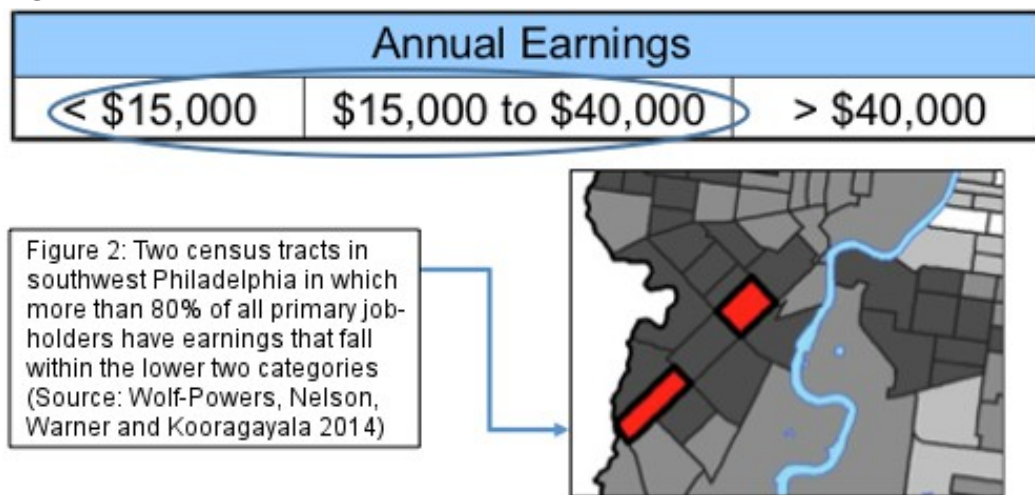 Annual Earnings
< $15,000 $15,000 to $40,000 > $40,000
Figure 2: Two census tracts in
southwest Philadelphia in which
more than 80% of all primary job-
holders have earnings that fall
within the lower two categories
(Source: Wolf-Powers, Nelson,
Warner and Kooragayala 2014)